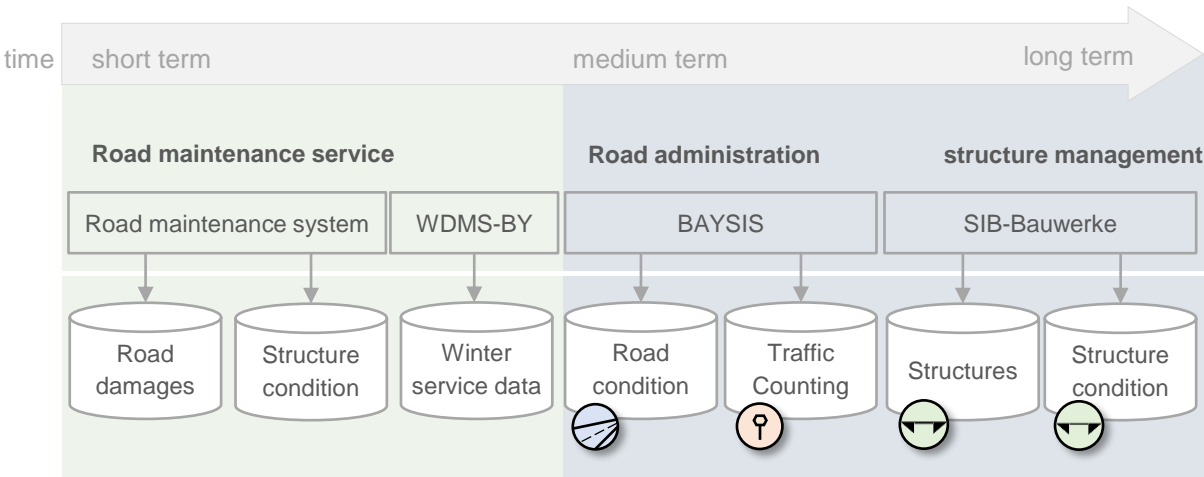 time short term medium term long term
Road maintenance service Road administration structure management
Road maintenance system WDMS-BY BAYSIS SIB-Bauwerke
Road
damages
Structure
condition
Winter
service data
Road
condition
Traffic
Counting
Structures
Structure
condition